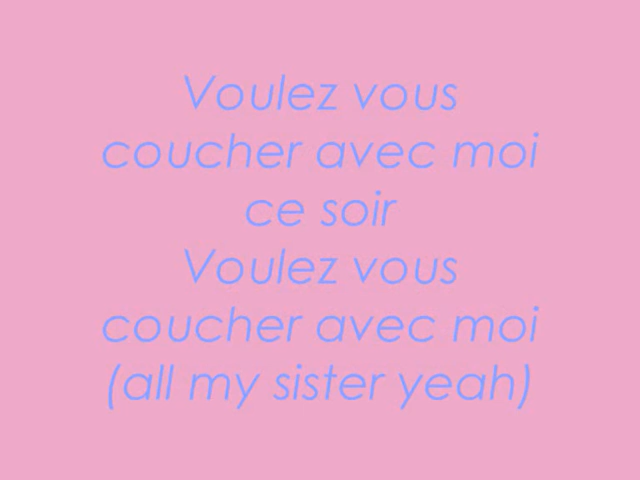 Voulez vous
coucher avec moi
ce soir
Voulez vous
coucher avec moi
(all my sister yeah)